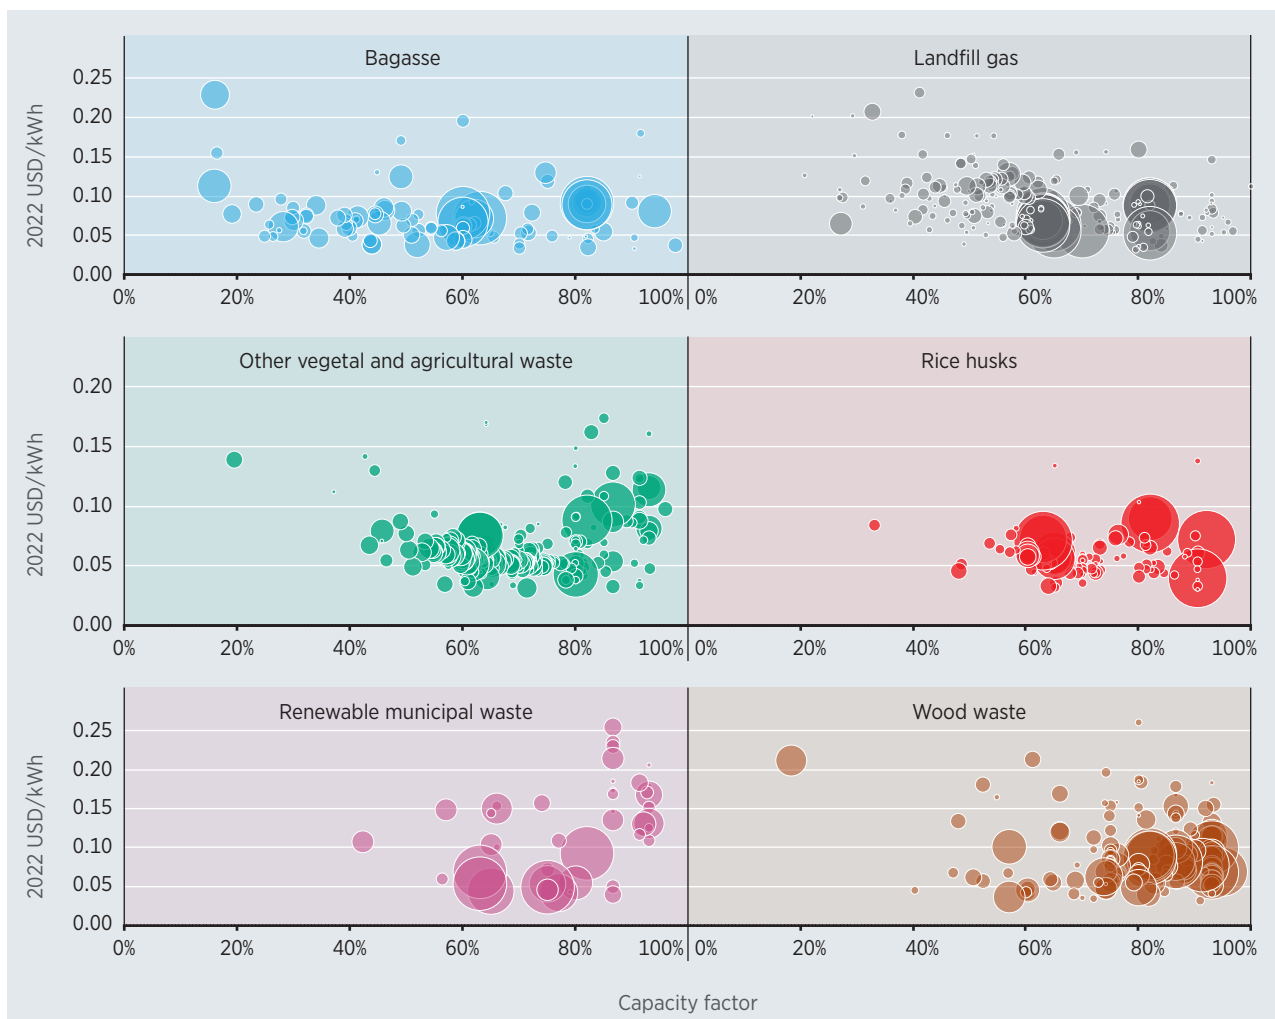 Bagasse
Landfill gas
2022 USD/kWh
0.25
0.20
0.15
0.10
0.05
0.00
0% 20% 40% 60% 80% 100% 0% 20% 40% 60% 80% 100%
Other vegetal and agricultural waste
Rice husks
2022 USD/kWh
0.20
0.15
0.10
0.05
0.00
0% 20% 40% 60% 80% 100% 0% 20% 40% 60% 80% 100%
Renewable municipal waste
Wood waste
2022 USD/kWh
0.25
0.20
0.15
0.10
0.05
0.00
0% 20% 40% 60% 80% 100% 0% 20% 40% 60% 80% 100%
Capacity factor